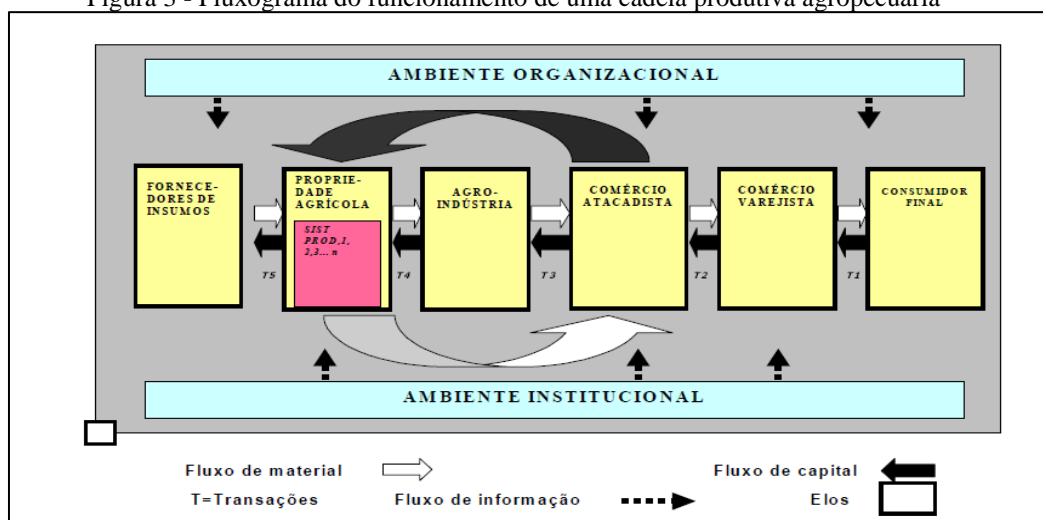 Figura 3 - Fluxograma do funcionamento de uma cadeia produtiva agropecuária
AMBIENTE ORGANIZACIONAL
FORNECE-
DORES DE
INSUMOS
PROPRIE-
DADE
AGRÍCOLA
SIST
PROD,1,
2,3... n
AGRO-
INDÚSTRIA
COMÉRCIO
ATACADISTA
COMÉRCIO
VAREJISTA
CONSUMIDOR
FINAL
T5
T4
T3
T2
T1
AMBIENTE INSTITUCIONAL
Fluxo de material
Fluxo de capital
T=Transações
Fluxo de informação
Elos